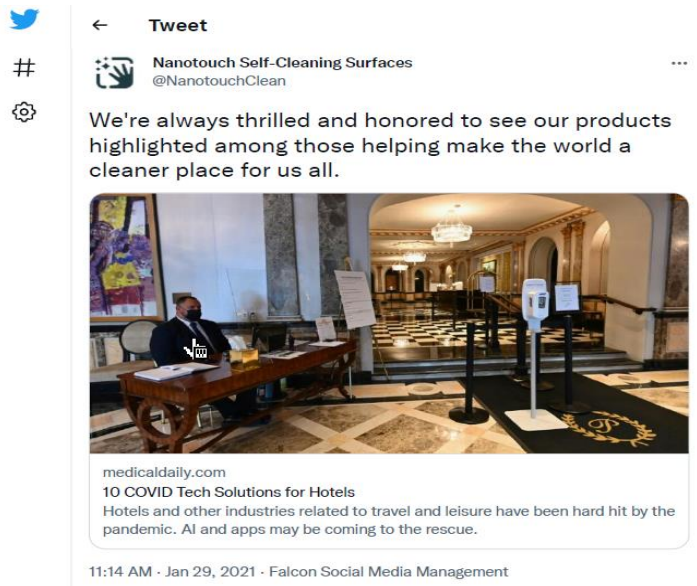 Tweet
Nanotouch Self-Cleaning Surfaces
@NanotouchClean
We're always thrilled and honored to see our products
highlighted among those helping make the world a
cleaner place for us all.
medicaldaily.com
10 COVID Tech Solutions for Hotels
Hotels and other industries related to travel and leisure have been hard hit by the
pandemic. AI and apps may be coming to the rescue.
11:14 AM · Jan 29, 2021 · Falcon Social Media Management